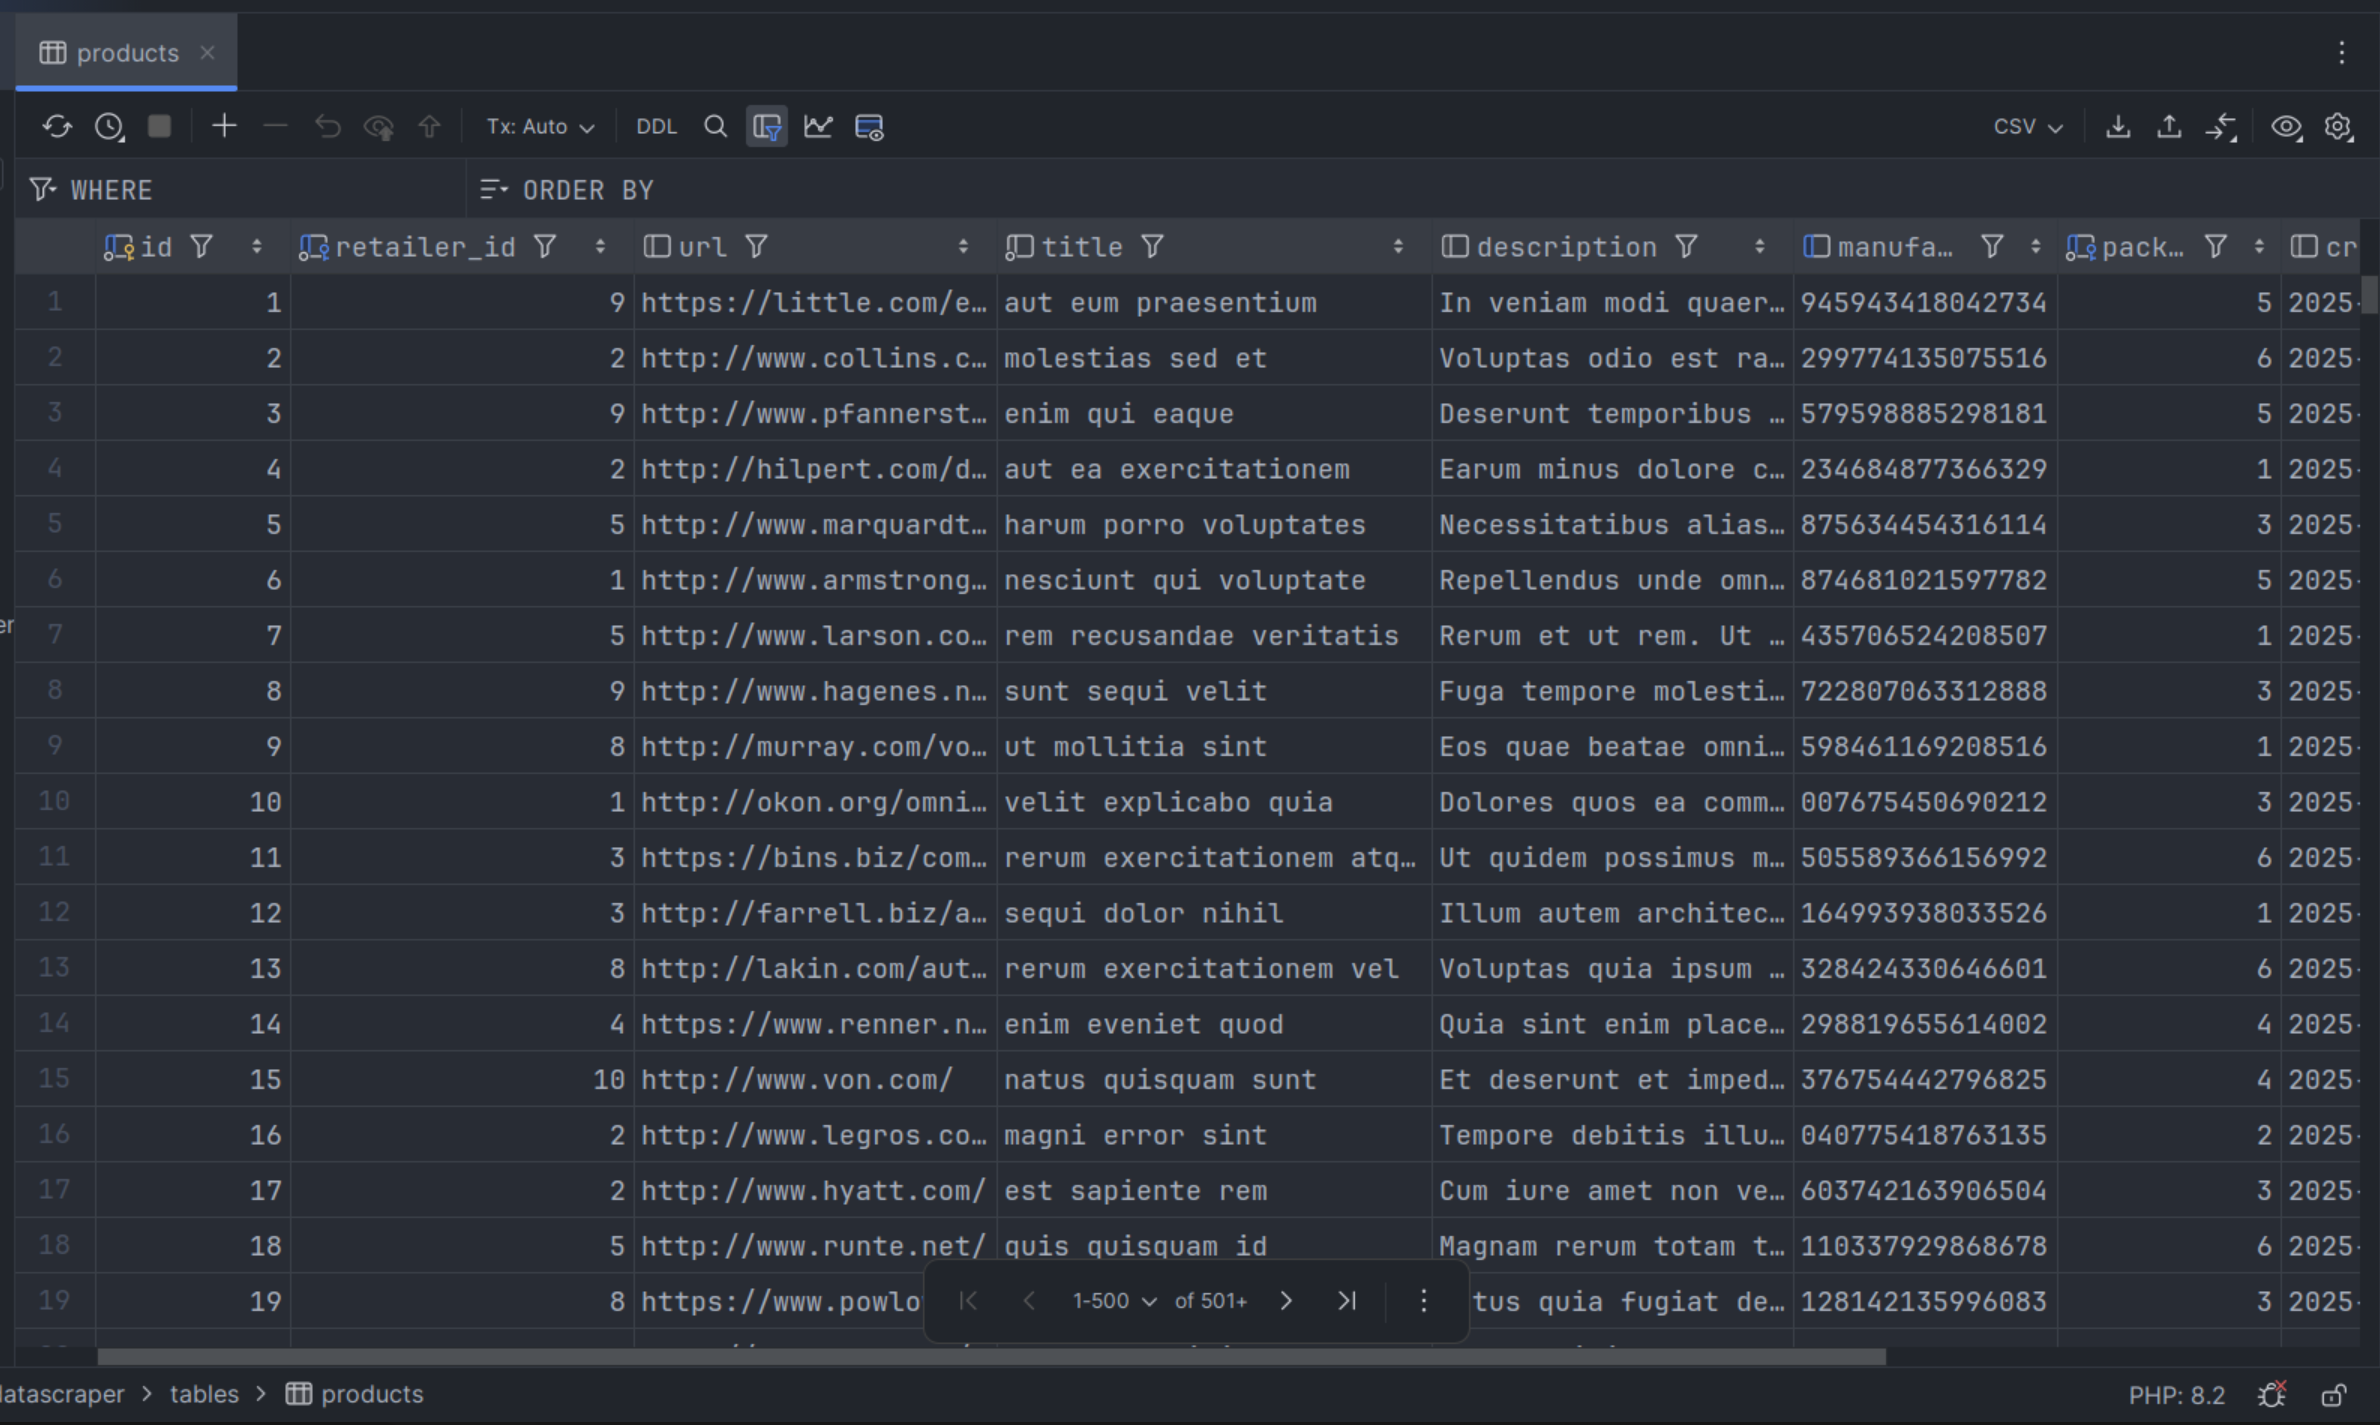 products
Tx: Auto DDL CSV
WHERE ORDER BY
id retailer_id url title description manufa… pack… cr
1 1 9 https://little.com/e… aut eum praesentium In veniam modi quaer… 945943418042734 5 2025-
2 2 2 http://www.collins.c… molestias sed et Voluptas odio est ra… 299774135075516 6 2025-
3 3 9 http://www.pfannerst… enim qui eaque Deserunt temporibus … 579598885298181 5 2025-
4 4 2 http://hilpert.com/d… aut ea exercitationem Earum minus dolore c… 234684877366329 1 2025-
5 5 5 http://www.marquardt… harum porro voluptates Necessitatibus alias… 875634454316114 3 2025-
6 6 1 http://www.armstrong… nesciunt qui voluptate Repellendus unde omn… 874681021597782 5 2025-
er
7 7 5 http://www.larson.co… rem recusandae veritatis Rerum et ut rem. Ut … 435706524208507 1 2025-
8 8 9 http://www.hagenes.n… sunt sequi velit Fuga tempore molesti… 722807063312888 3 2025-
9 9 8 http://murray.com/vo… ut mollitia sint Eos quae beatae omni… 598461169208516 1 2025-
10 10 1 http://okon.org/omni… velit explicabo quia Dolores quos ea comm… 007675450690212 3 2025-
11 11 3 https://bins.biz/com… rerum exercitationem atq… Ut quidem possimus m… 505589366156992 6 2025-
12 12 3 http://farrell.biz/a… sequi dolor nihil Illum autem architec… 164993938033526 1 2025-
13 13 8 http://lakin.com/aut… rerum exercitationem vel Voluptas quia ipsum … 328424330646601 6 2025-
14 14 4 https://www.renner.n… enim eveniet quod Quia sint enim place… 298819655614002 4 2025-
15 15 10 http://www.von.com/ natus quisquam sunt Et deserunt et imped… 376754442796825 4 2025-
16 16 2 http://www.legros.co… magni error sint Tempore debitis illu… 040775418763135 2 2025-
17 17 2 http://www.hyatt.com/ est sapiente rem Cum iure amet non ve… 603742163906504 3 2025-
18 18 5 http://www.runte.net/ quis quisquam id Magnam rerum totam t… 110337929868678 6 2025-
19 19 8 https://www.powlo tus quia fugiat de… 128142135996083 3 2025-
1-500 of 501+
datascraper > tables > products PHP: 8.2